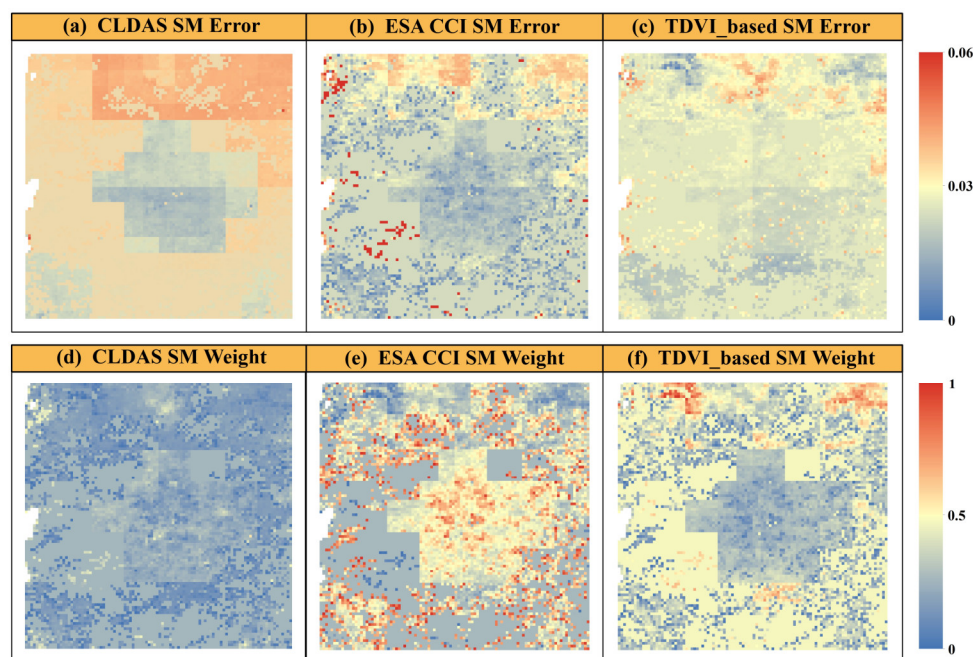 (a) CLDAS SM Error
(b) ESA CCI SM Error
(c) TDVI_based SM Error
0.06
0.03
0
(d) CLDAS SM Weight
(e) ESA CCI SM Weight
(f) TDVI_based SM Weight
1
0.5
0